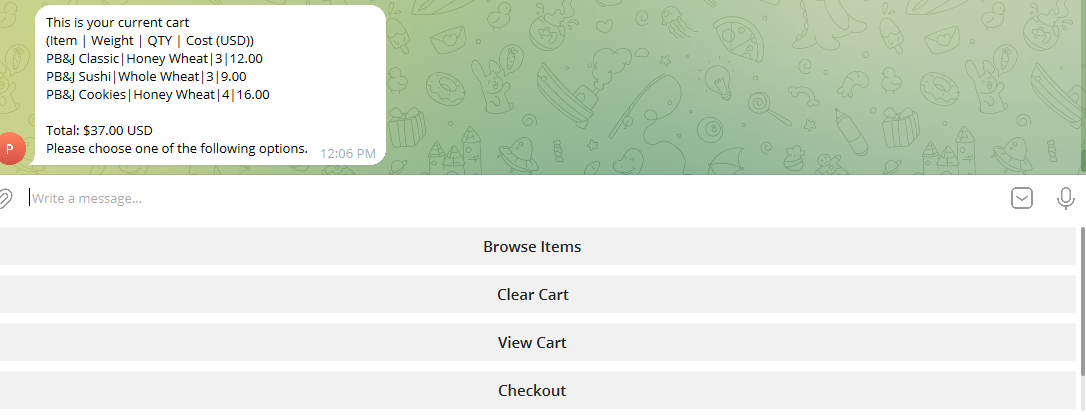 This is your current cart
(Item | Weight | QTY | Cost (USD))
PB&J Classic|Honey Wheat|3|12.00
PB&J Sushi|Whole Wheat|3|9.00
PB&J Cookies|Honey Wheat|4|16.00
Total: $37.00 USD
Please choose one of the following options.
12:06 PM
P
Write a message...
Browse Items
Clear Cart
View Cart
Checkout